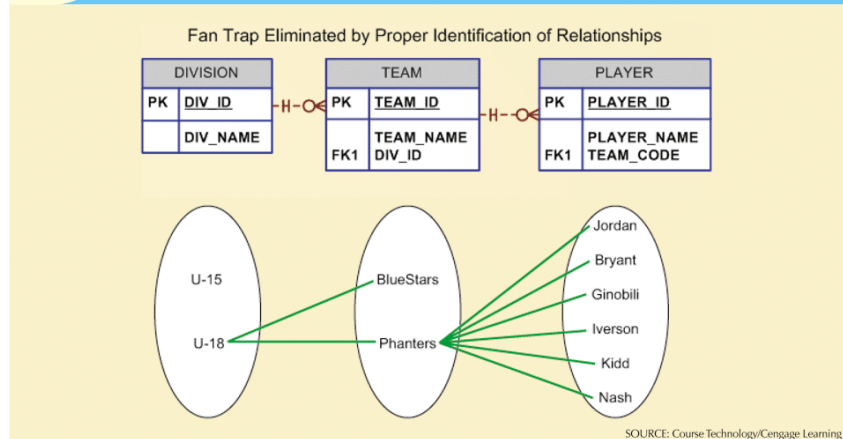 Fan Trap Eliminated by Proper Identification of Relationships
DIVISION
PK DIV_ID
DIV_NAME
TEAM
PK TEAM_ID
TEAM_NAME
FK1 DIV_ID
PLAYER
PK PLAYER_ID
PLAYER_NAME
FK1 TEAM_CODE
U-15
U-18
BlueStars
Phanters
Jordan
Bryant
Ginobili
Iverson
Kidd
Nash
SOURCE: Course Technology/Cengage Learning